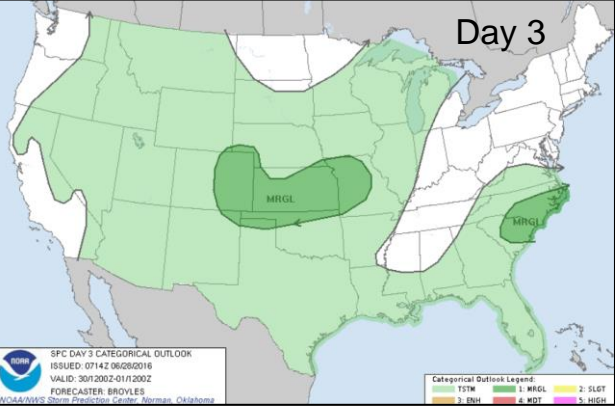 Day 3
MRGL
MRGL
NOAA
SPC DAY 3 CATEGORICAL OUTLOOK
ISSUED: 0714Z 06/28/2016
VALID: 30/1200Z-01/1200Z
FORECASTER: BROYLES
NOAA/NWS Storm Prediction Center, Norman, Oklahoma
Categorical Outlook Legend:
TSTM 1: MRGL 2: SLGT
3: ENH 4: MDT 5: HIGH